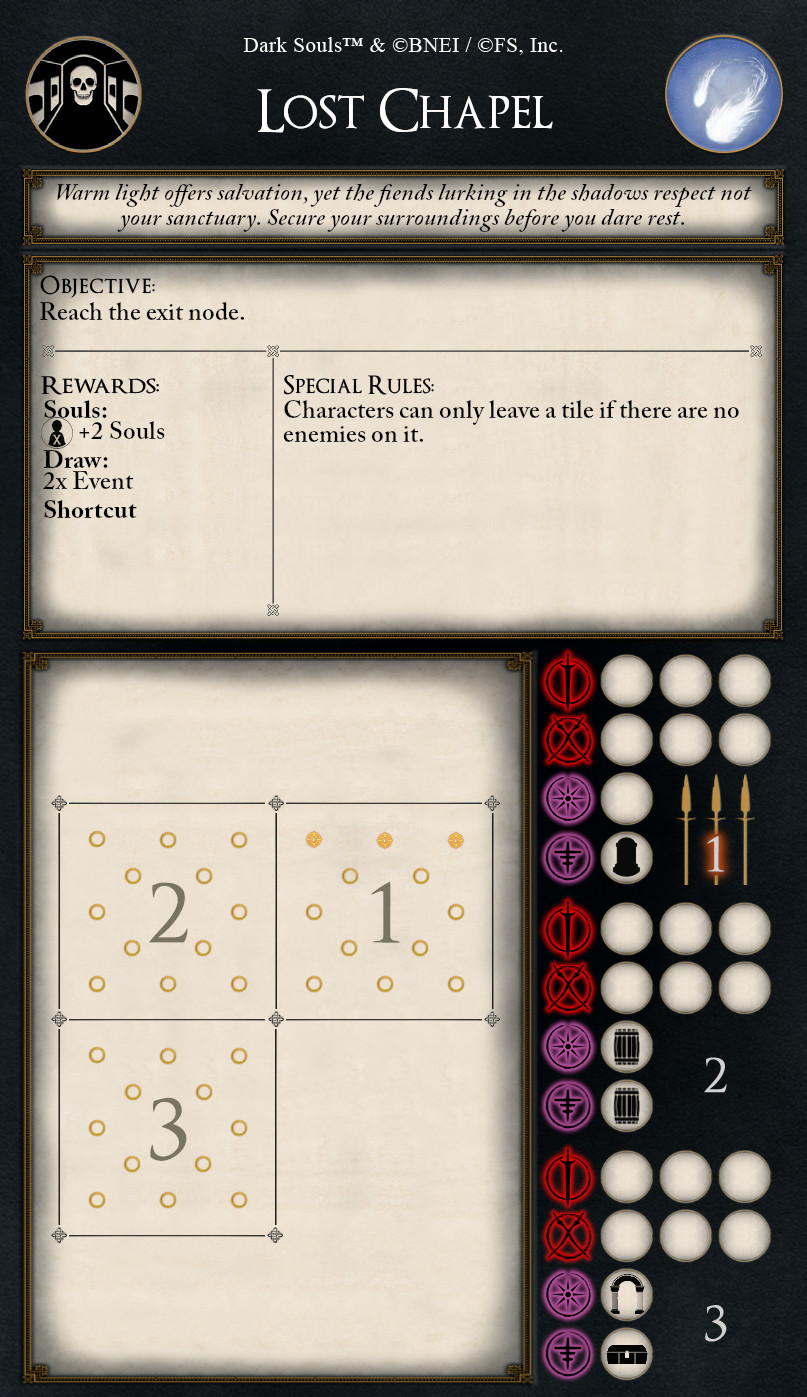 Dark Souls™ & ©BNEI / ©FS, Inc.
Lost Chapel
Warm light offers salvation, yet the fiends lurking in the shadows respect not
your sanctuary. Secure your surroundings before you dare rest.
Objective:
Reach the exit node.
Rewards:
Souls:
X +2 Souls
Draw:
2x Event
Shortcut
Special Rules:
Characters can only leave a tile if there are no
enemies on it.
2
1
3
1
2
3